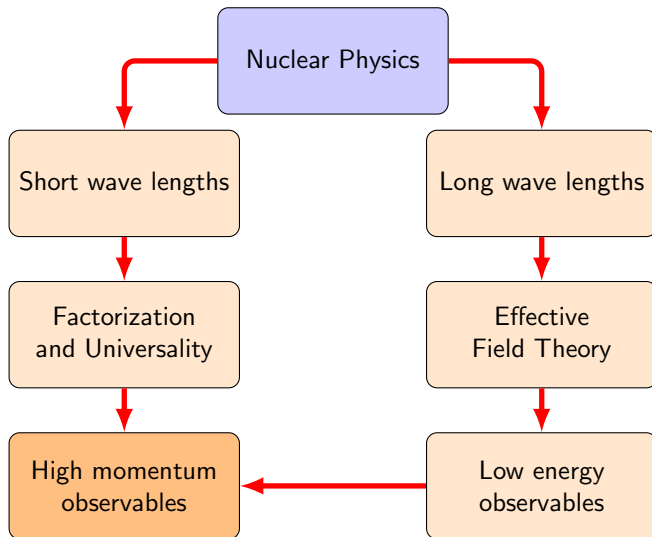 Nuclear Physics
Short wave lengths
Long wave lengths
Factorization
and Universality
Effective
Field Theory
High momentum
observables
Low energy
observables